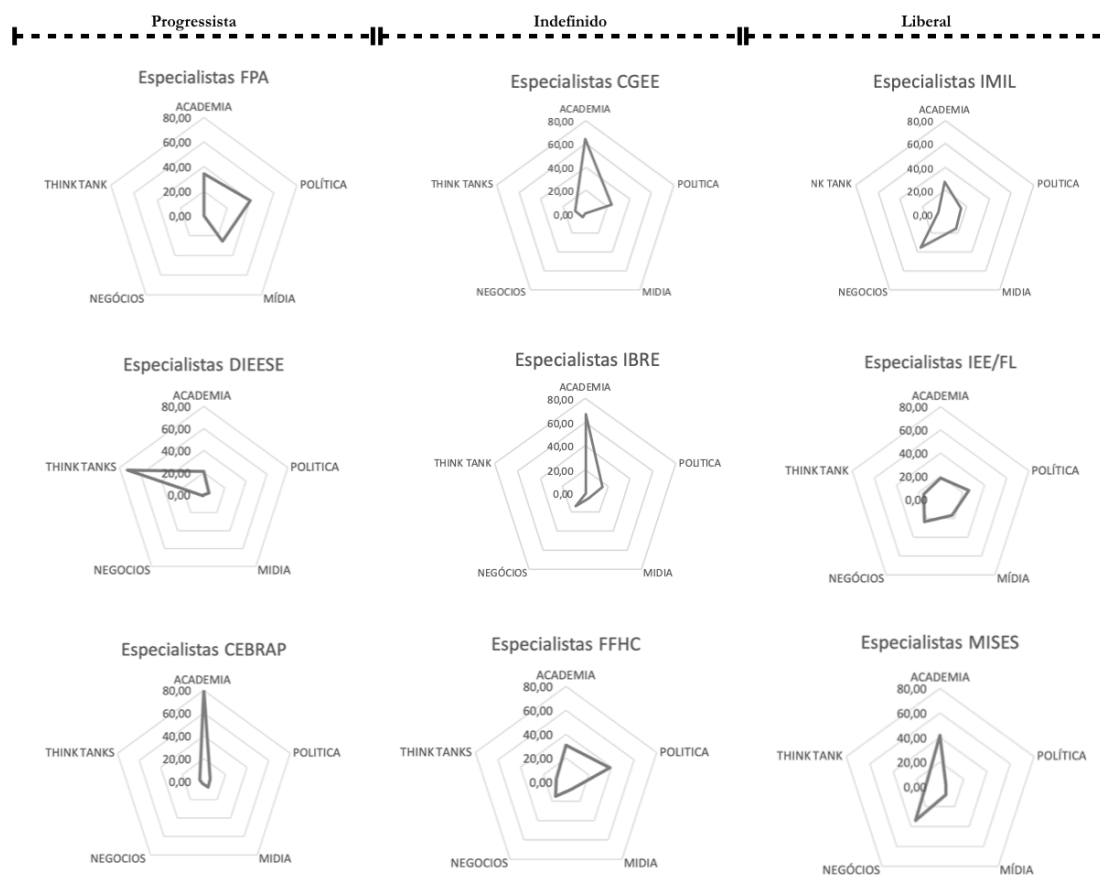 Progressista
Indefinido
Liberal
Especialistas FPA
ACADEMIA
80,00
60,00
40,00
20,00
0,00
THINK TANK
POLÍTICA
NEGÓCIOS
MÍDIA
Especialistas CGEE
ACADEMIA
80,00
60,00
40,00
20,00
0,00
THINK TANKS
POLITICA
NEGÓCIOS
MIDIA
Especialistas IMIL
ACADEMIA
80,00
60,00
40,00
20,00
0,00
NK TANK
POLÍTICA
NEGÓCIOS
MIDIA
Especialistas DIEESE
ACADEMIA
80,00
60,00
40,00
20,00
0,00
THINK TANKS
POLITICA
NEGOCIOS
MIDIA
Especialistas IBRE
ACADEMIA
80,00
60,00
40,00
20,00
0,00
THINK TANK
POLITICA
NEGÓCIOS
MIDIA
Especialistas IEE/FL
ACADEMIA
80,00
60,00
40,00
20,00
0,00
THINK TANK
POLÍTICA
NEGÓCIOS
MÍDIA
Especialistas CEBRAP
ACADEMIA
80,00
60,00
40,00
20,00
0,00
THINK TANKS
POLITICA
NEGOCIOS
MIDIA
Especialistas FFHC
ACADEMIA
80,00
60,00
40,00
20,00
0,00
THINK TANKS
POLITICA
NEGOCIOS
MIDIA
Especialistas MISES
ACADEMIA
80,00
60,00
40,00
20,00
0,00
THINK TANK
POLÍTICA
NEGÓCIOS
MÍDIA